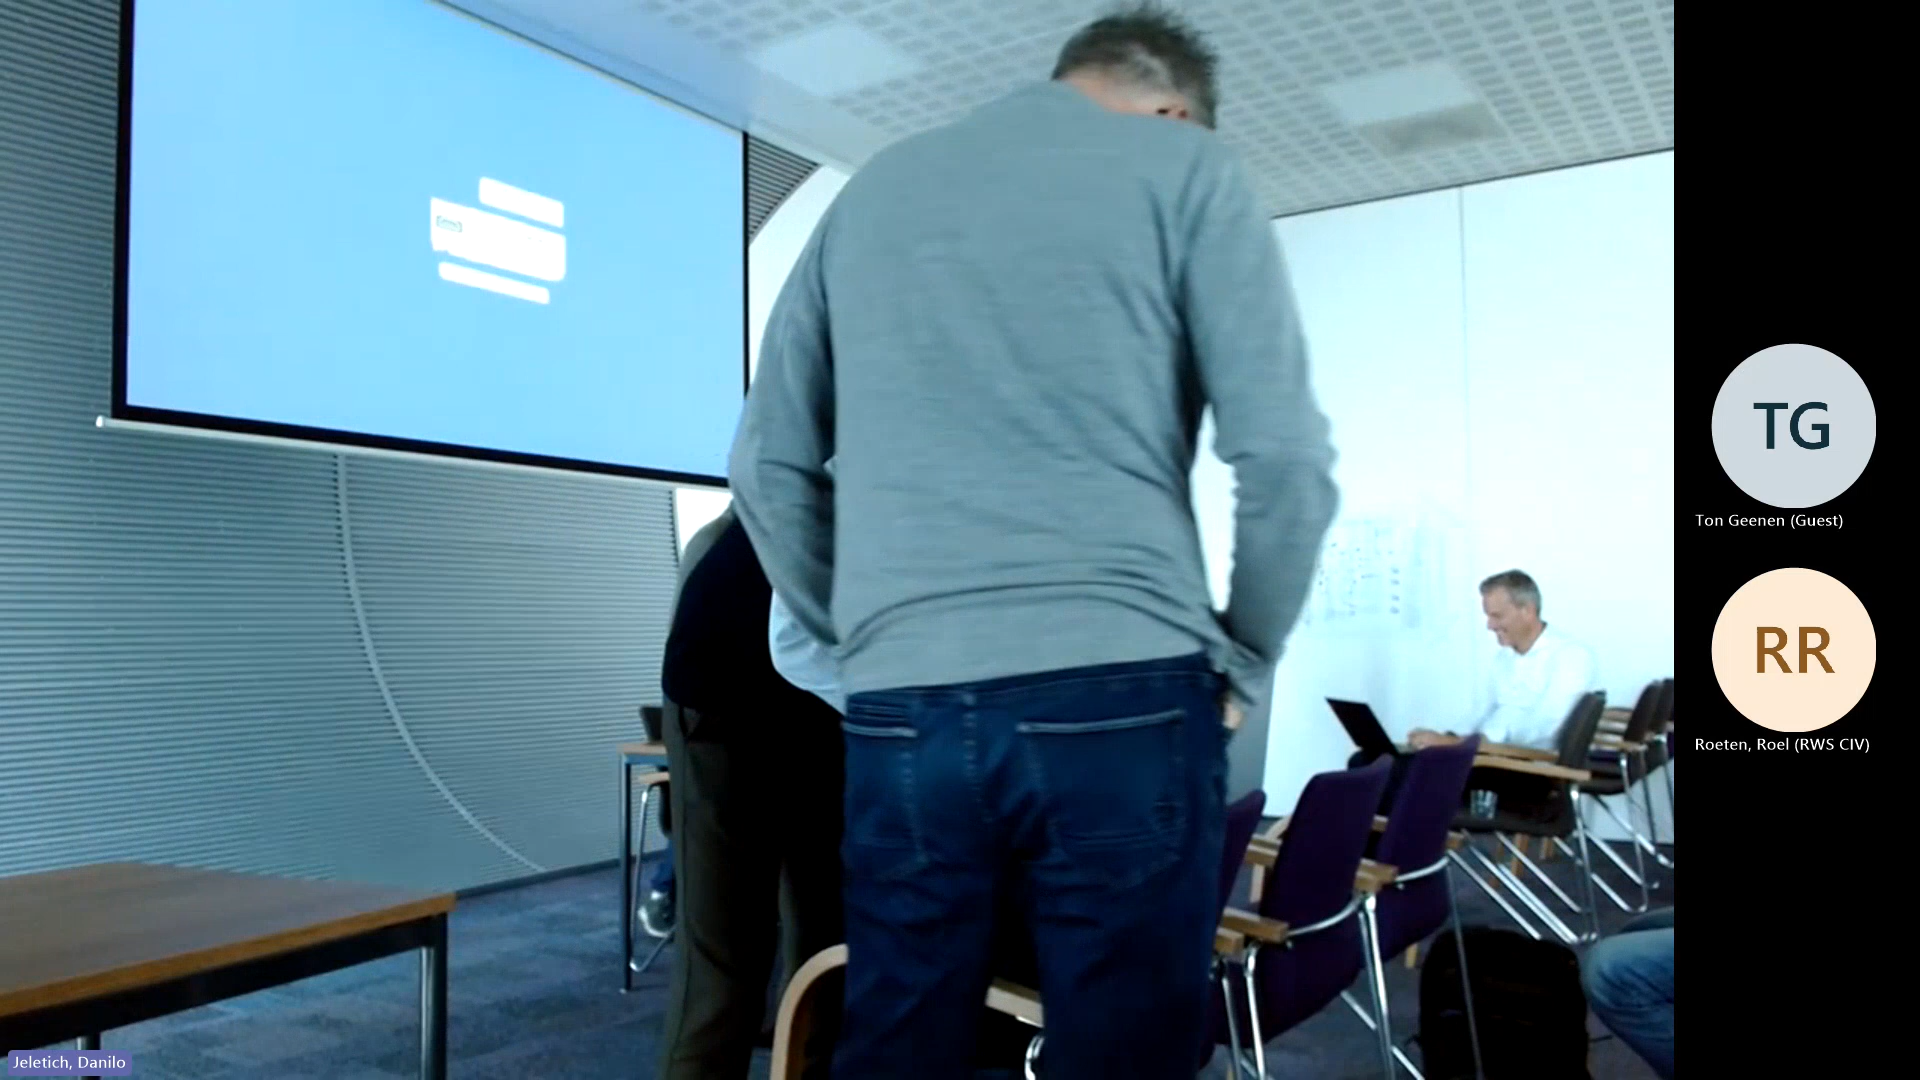 TG
Ton Geenen (Guest)
RR
Roeten, Roel (RWS CIV)
Jeletich, Danilo